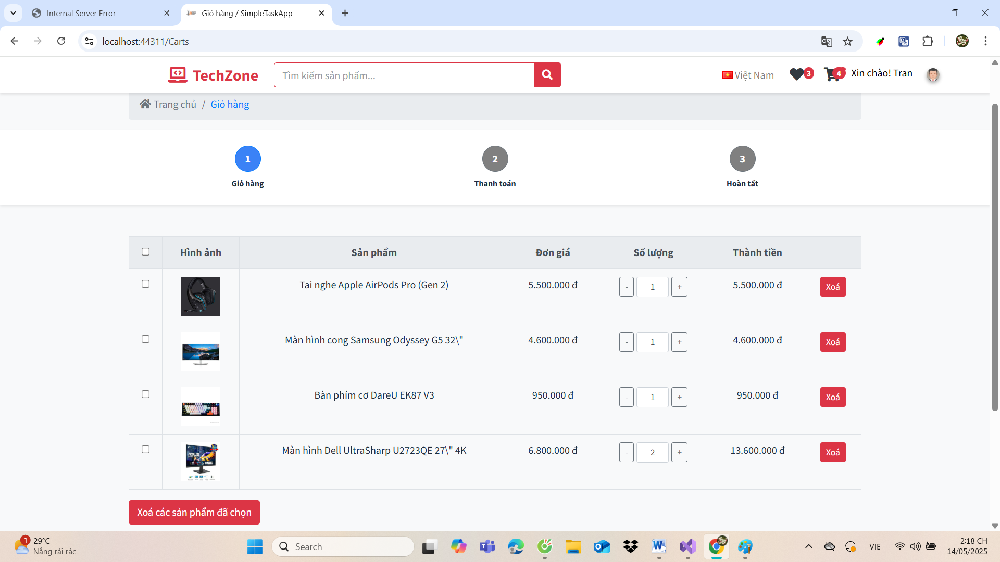 Internal Server Error
Giỏ hàng / SimpleTaskApp
localhost:44311/Carts
TechZone
Tìm kiếm sản phẩm...
Việt Nam
3
4
Xin chào! Tran
Trang chủ / Giỏ hàng
1
2
3
Giỏ hàng
Thanh toán
Hoàn tất
Hình ảnh Sản phẩm Đơn giá Số lượng Thành tiền
Tai nghe Apple AirPods Pro (Gen 2) 5.500.000 đ - 1 + 5.500.000 đ Xoá
Màn hình cong Samsung Odyssey G5 32\" 4.600.000 đ - 1 + 4.600.000 đ Xoá
Bàn phím cơ DareU EK87 V3 950.000 đ - 1 + 950.000 đ Xoá
Màn hình Dell UltraSharp U2723QE 27\" 4K 6.800.000 đ - 2 + 13.600.000 đ Xoá
Xoá các sản phẩm đã chọn
1
29°C
Nắng rải rác
Search
VIE
2:18 CH
14/05/2025